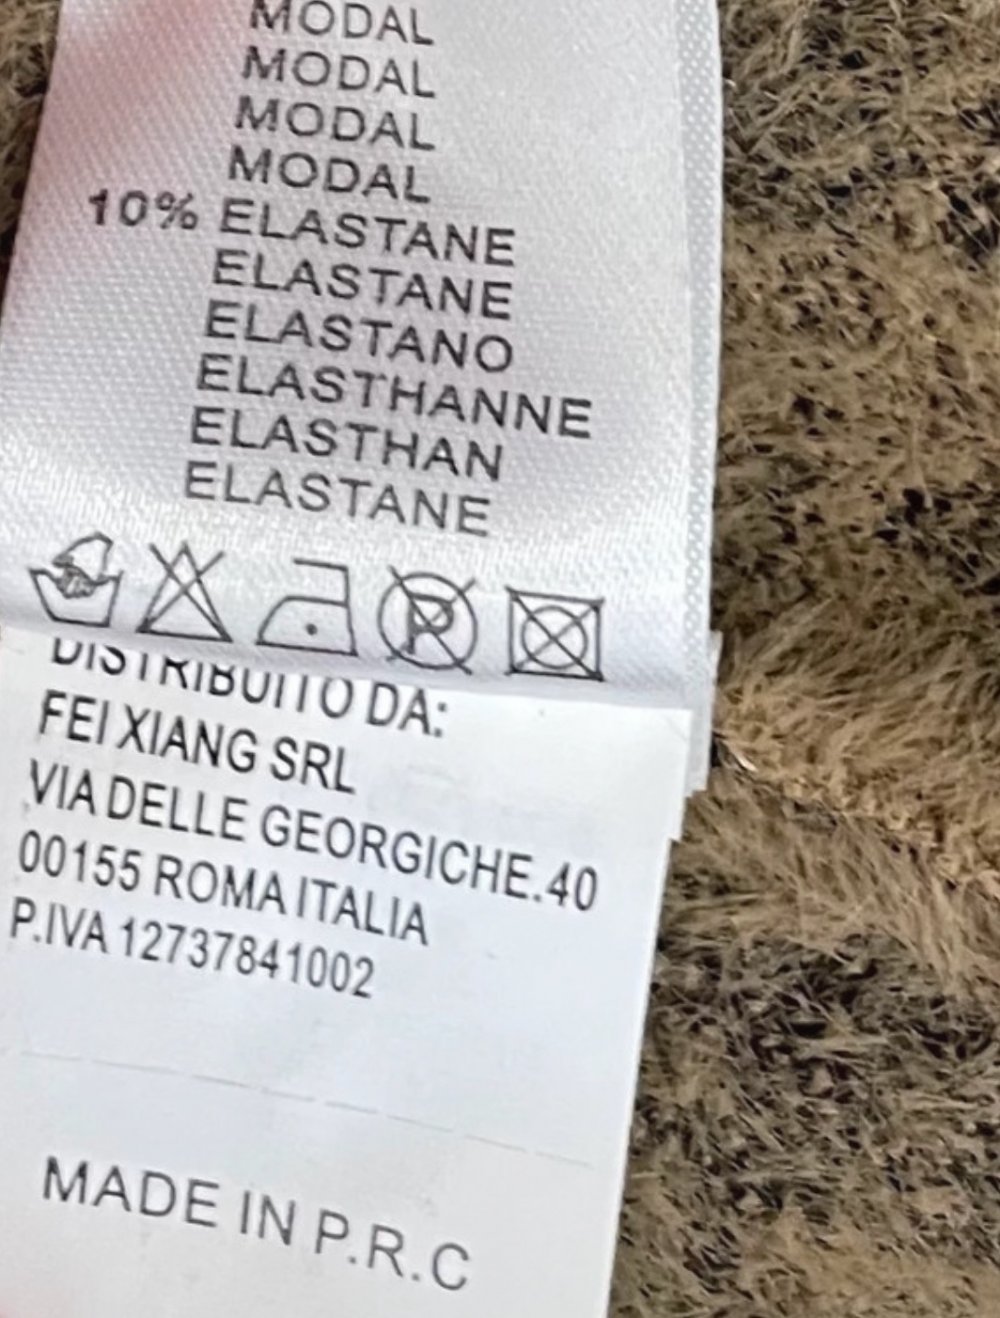 MODAL
MODAL
MODAL
MODAL
10% ELASTANE
ELASTANE
ELASTANO
ELASTHANNE
ELASTHAN
ELASTANE
P
DISTRIBUITO DA:
FEI XIANG SRL
VIA DELLE GEORGICHE.40
00155 ROMA ITALIA
P.IVA 12737841002
MADE IN P.R.C